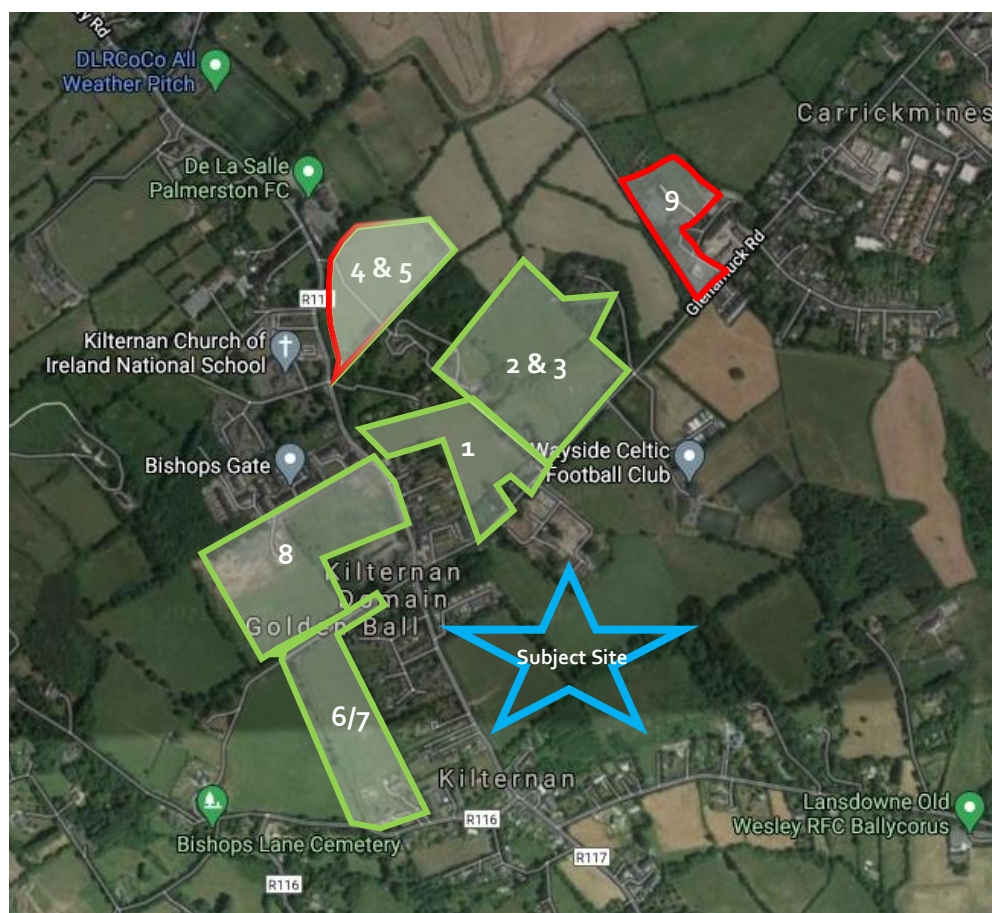 y Rd
DLRCoCo All
Weather Pitch
Carrickmines
De La Salle
Palmerston FC
9
4 & 5
R11
Glenamuck Rd
Kilternan Church of
Ireland National School
2 & 3
1
Wayside Celtic
Football Club
Bishops Gate
8
Kilternan
Domain
Golden Ball
Subject Site
6/7
Kilternan
R116
Lansdowne Old
Wesley RFC Ballycorus
Bishops Lane Cemetery
R117
R116